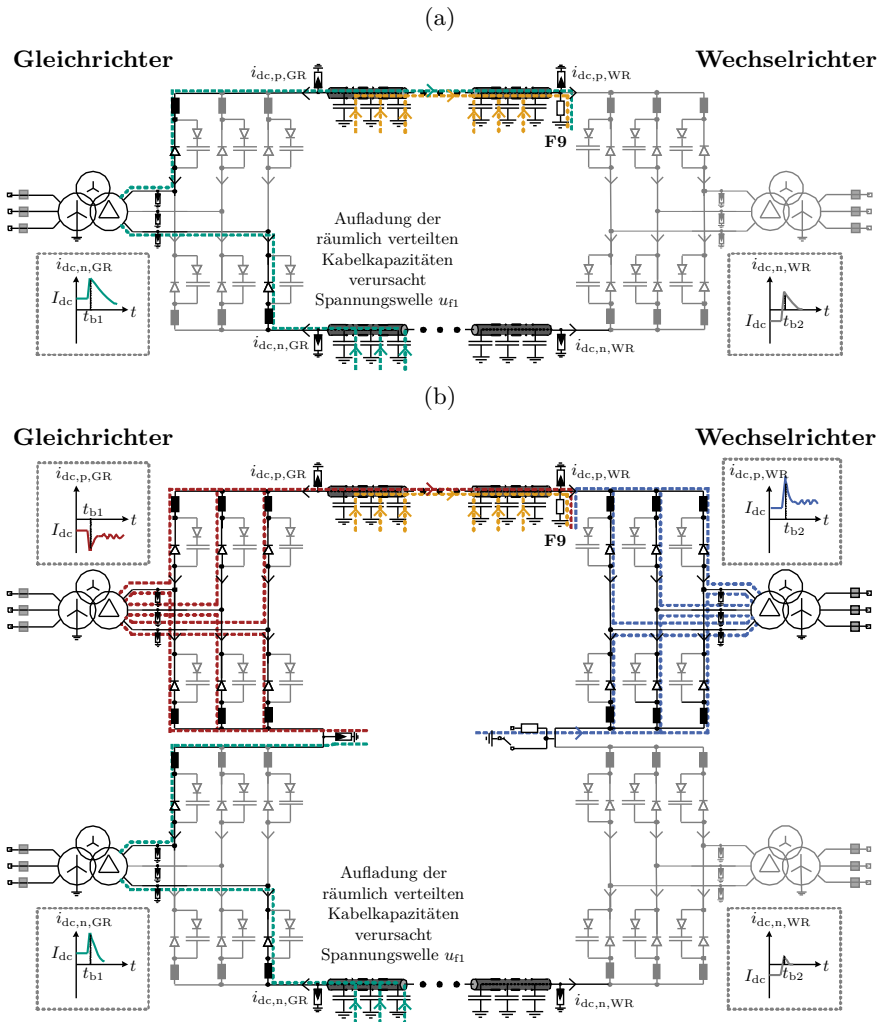 (a)
Gleichrichter
Wechselrichter
i_dc,p,GR
i_dc,p,WR
F9
Aufladung der
räumlich verteilten
Kabelkapazitäten
verursacht
Spannungswelle u_f1
i_dc,n,GR
I_dc
t_b1
t
i_dc,n,WR
I_dc
t_b2
t
i_dc,n,GR
i_dc,n,WR
(b)
Gleichrichter
Wechselrichter
i_dc,p,GR
t_b1
t
I_dc
i_dc,p,GR
i_dc,p,WR
i_dc,p,WR
I_dc
t
t_b2
F9
Aufladung der
räumlich verteilten
Kabelkapazitäten
verursacht
Spannungswelle u_f1
i_dc,n,GR
I_dc
t_b1
t
i_dc,n,WR
I_dc
t_b2
t
i_dc,n,GR
i_dc,n,WR